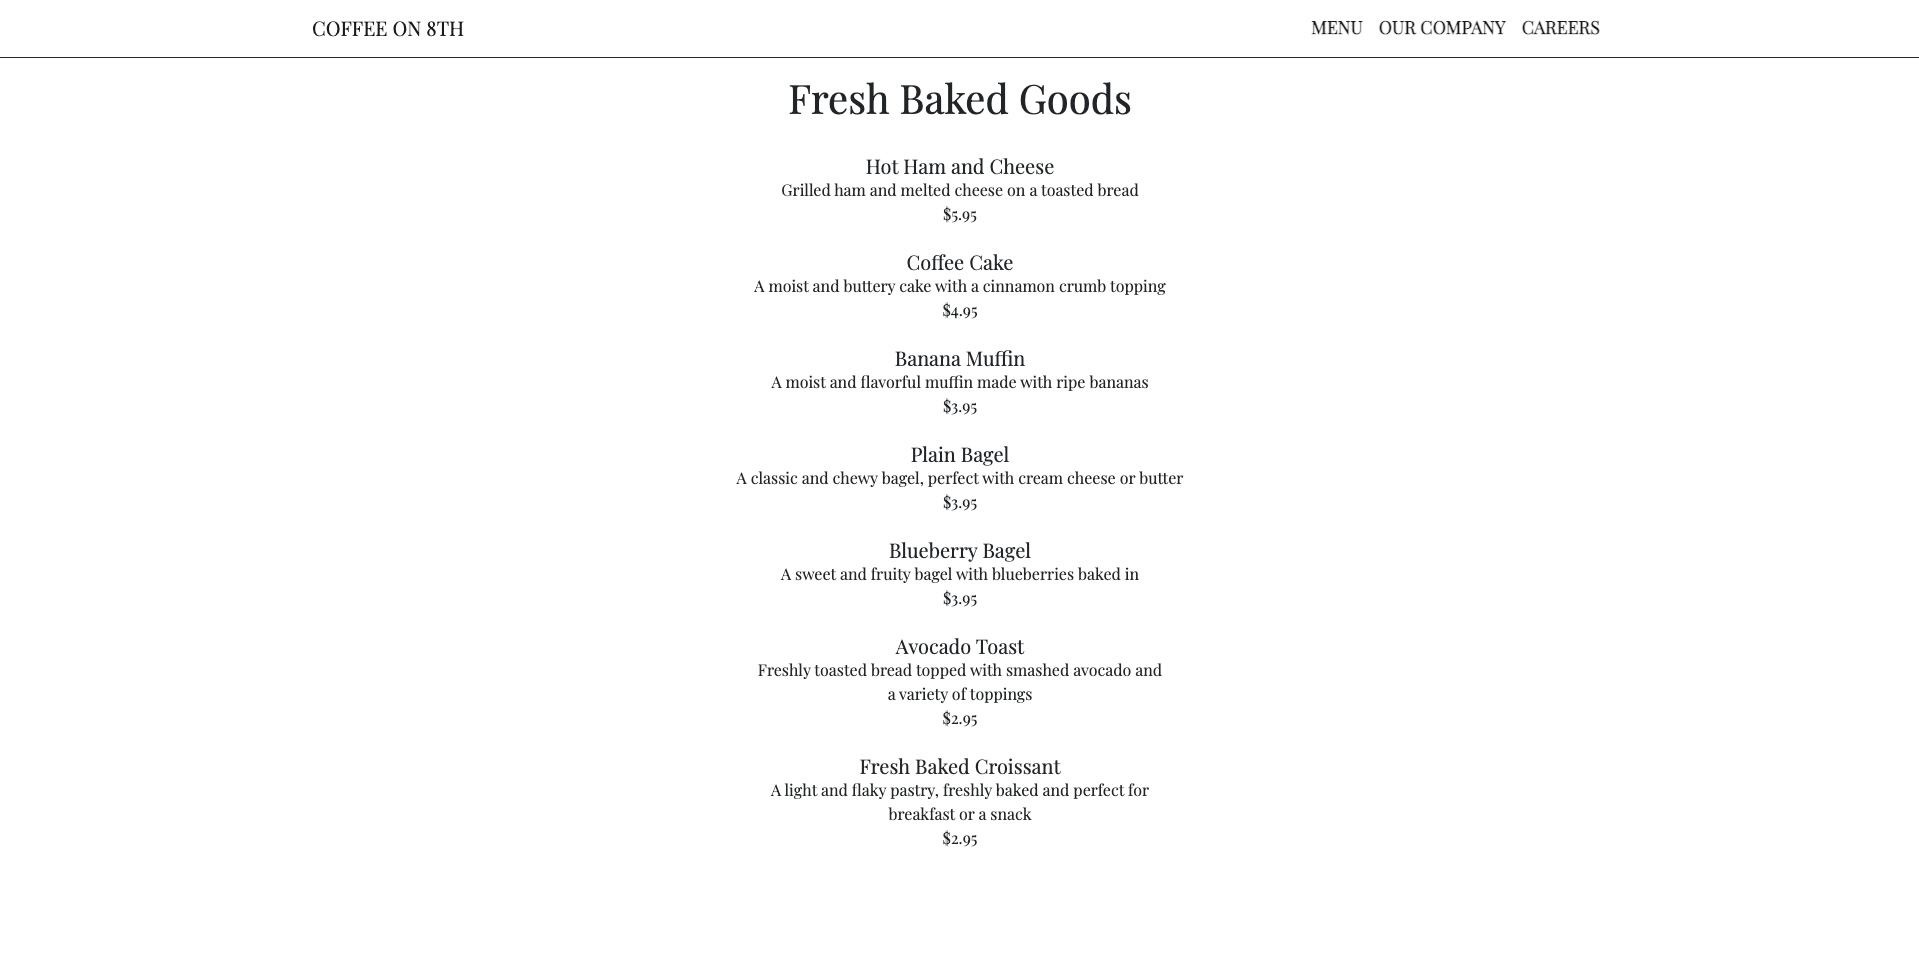 COFFEE ON 8TH
MENU OUR COMPANY CAREERS
Fresh Baked Goods
Hot Ham and Cheese
Grilled ham and melted cheese on a toasted bread
$5.95
Coffee Cake
A moist and buttery cake with a cinnamon crumb topping
$4.95
Banana Muffin
A moist and flavorful muffin made with ripe bananas
$3.95
Plain Bagel
A classic and chewy bagel, perfect with cream cheese or butter
$3.95
Blueberry Bagel
A sweet and fruity bagel with blueberries baked in
$3.95
Avocado Toast
Freshly toasted bread topped with smashed avocado and
a variety of toppings
$2.95
Fresh Baked Croissant
A light and flaky pastry, freshly baked and perfect for
breakfast or a snack
$2.95